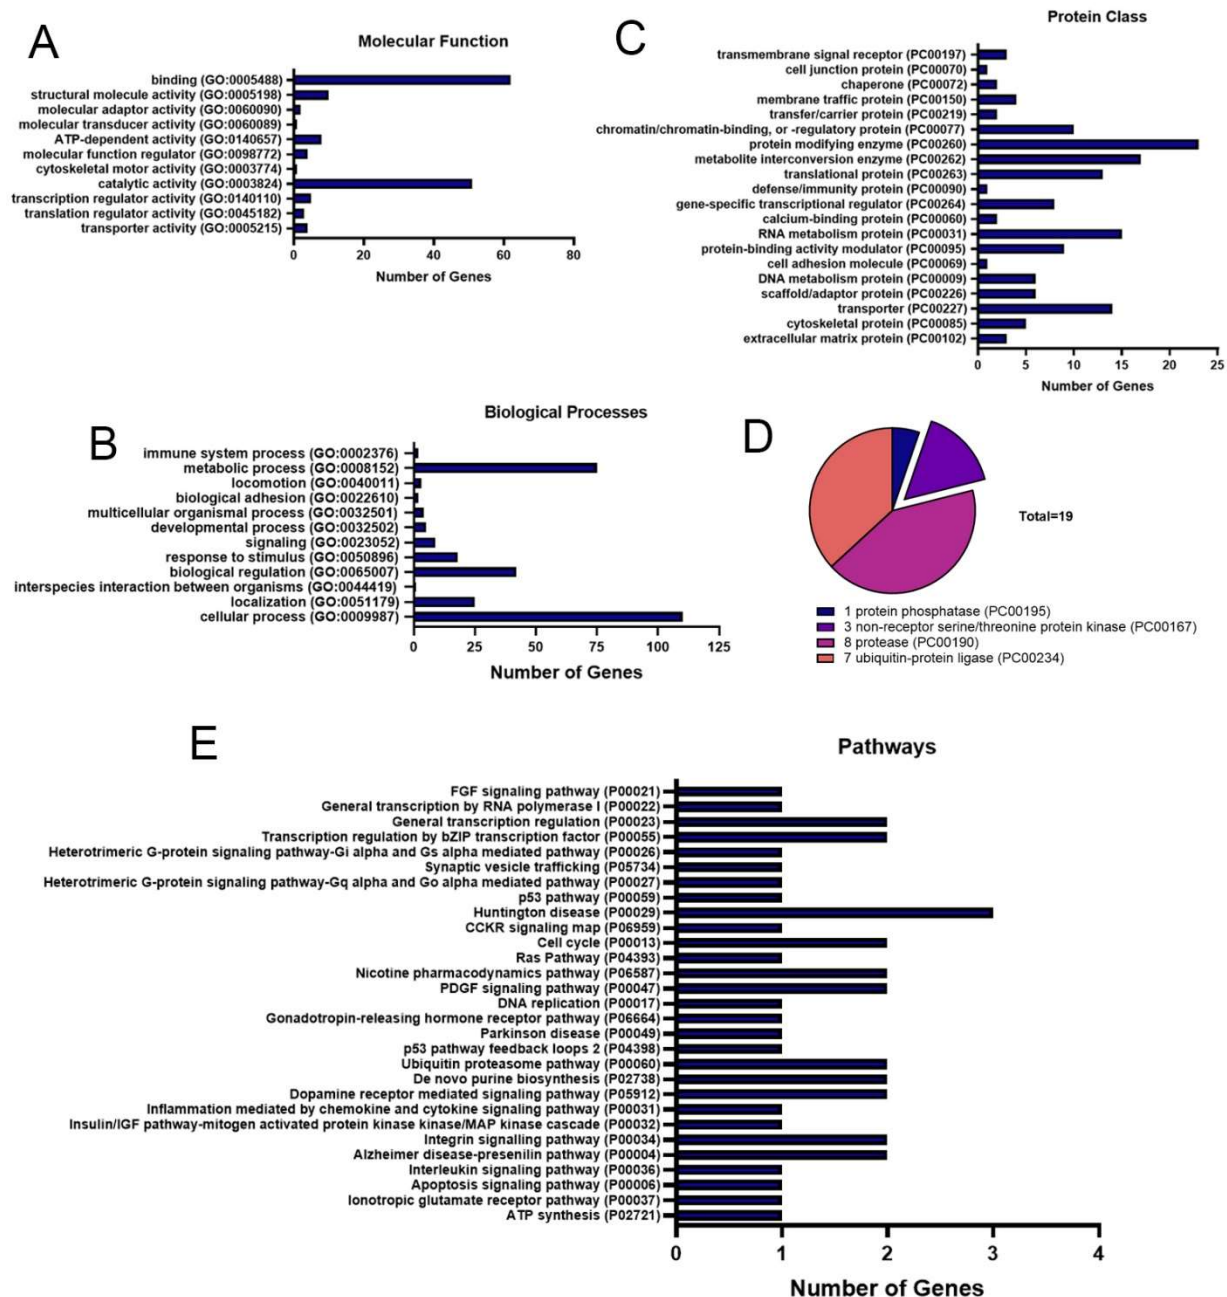 A
Molecular Function
binding (GO:0005488)
structural molecule activity (GO:0005198)
molecular adaptor activity (GO:0060090)
molecular transducer activity (GO:0060089)
ATP-dependent activity (GO:0140657)
molecular function regulator (GO:0098772)
cytoskeletal motor activity (GO:0003774)
catalytic activity (GO:0003824)
transcription regulator activity (GO:0140110)
translation regulator activity (GO:0045182)
transporter activity (GO:0005215)
0 20 40 60 80
Number of Genes
C
Protein Class
transmembrane signal receptor (PC00197)
cell junction protein (PC00070)
chaperone (PC00072)
membrane traffic protein (PC00150)
transfer/carrier protein (PC00219)
chromatin/chromatin-binding, or -regulatory protein (PC00077)
protein modifying enzyme (PC00260)
metabolite interconversion enzyme (PC00262)
translational protein (PC00263)
defense/immunity protein (PC00090)
gene-specific transcriptional regulator (PC00264)
calcium-binding protein (PC00060)
RNA metabolism protein (PC00031)
protein-binding activity modulator (PC00095)
cell adhesion molecule (PC00069)
DNA metabolism protein (PC00009)
scaffold/adaptor protein (PC00226)
transporter (PC00227)
cytoskeletal protein (PC00085)
extracellular matrix protein (PC00102)
0 5 10 15 20 25
Number of Genes
B
Biological Processes
immune system process (GO:0002376)
metabolic process (GO:0008152)
locomotion (GO:0040011)
biological adhesion (GO:0022610)
multicellular organismal process (GO:0032501)
developmental process (GO:0032502)
signaling (GO:0023052)
response to stimulus (GO:0050896)
biological regulation (GO:0065007)
interspecies interaction between organisms (GO:0044419)
localization (GO:0051179)
cellular process (GO:0009987)
0 25 50 75 100 125
Number of Genes
D
Total=19
1 protein phosphatase (PC00195)
3 non-receptor serine/threonine protein kinase (PC00167)
8 protease (PC00190)
7 ubiquitin-protein ligase (PC00234)
E
Pathways
FGF signaling pathway (P00021)
General transcription by RNA polymerase I (P00022)
General transcription regulation (P00023)
Transcription regulation by bZIP transcription factor (P00055)
Heterotrimeric G-protein signaling pathway-Gi alpha and Gs alpha mediated pathway (P00026)
Synaptic vesicle trafficking (P05734)
Heterotrimeric G-protein signaling pathway-Gq alpha and Go alpha mediated pathway (P00027)
p53 pathway (P00059)
Huntington disease (P00029)
CCKR signaling map (P06959)
Cell cycle (P00013)
Ras Pathway (P04393)
Nicotine pharmacodynamics pathway (P06587)
PDGF signaling pathway (P00047)
DNA replication (P00017)
Gonadotropin-releasing hormone receptor pathway (P06664)
Parkinson disease (P00049)
p53 pathway feedback loops 2 (P04398)
Ubiquitin proteasome pathway (P00060)
De novo purine biosynthesis (P02738)
Dopamine receptor mediated signaling pathway (P05912)
Inflammation mediated by chemokine and cytokine signaling pathway (P00031)
Insulin/IGF pathway-mitogen activated protein kinase kinase/MAP kinase cascade (P00032)
Integrin signalling pathway (P00034)
Alzheimer disease-presenilin pathway (P00004)
Interleukin signaling pathway (P00036)
Apoptosis signaling pathway (P00006)
Ionotropic glutamate receptor pathway (P00037)
ATP synthesis (P02721)
0 1 2 3 4
Number of Genes